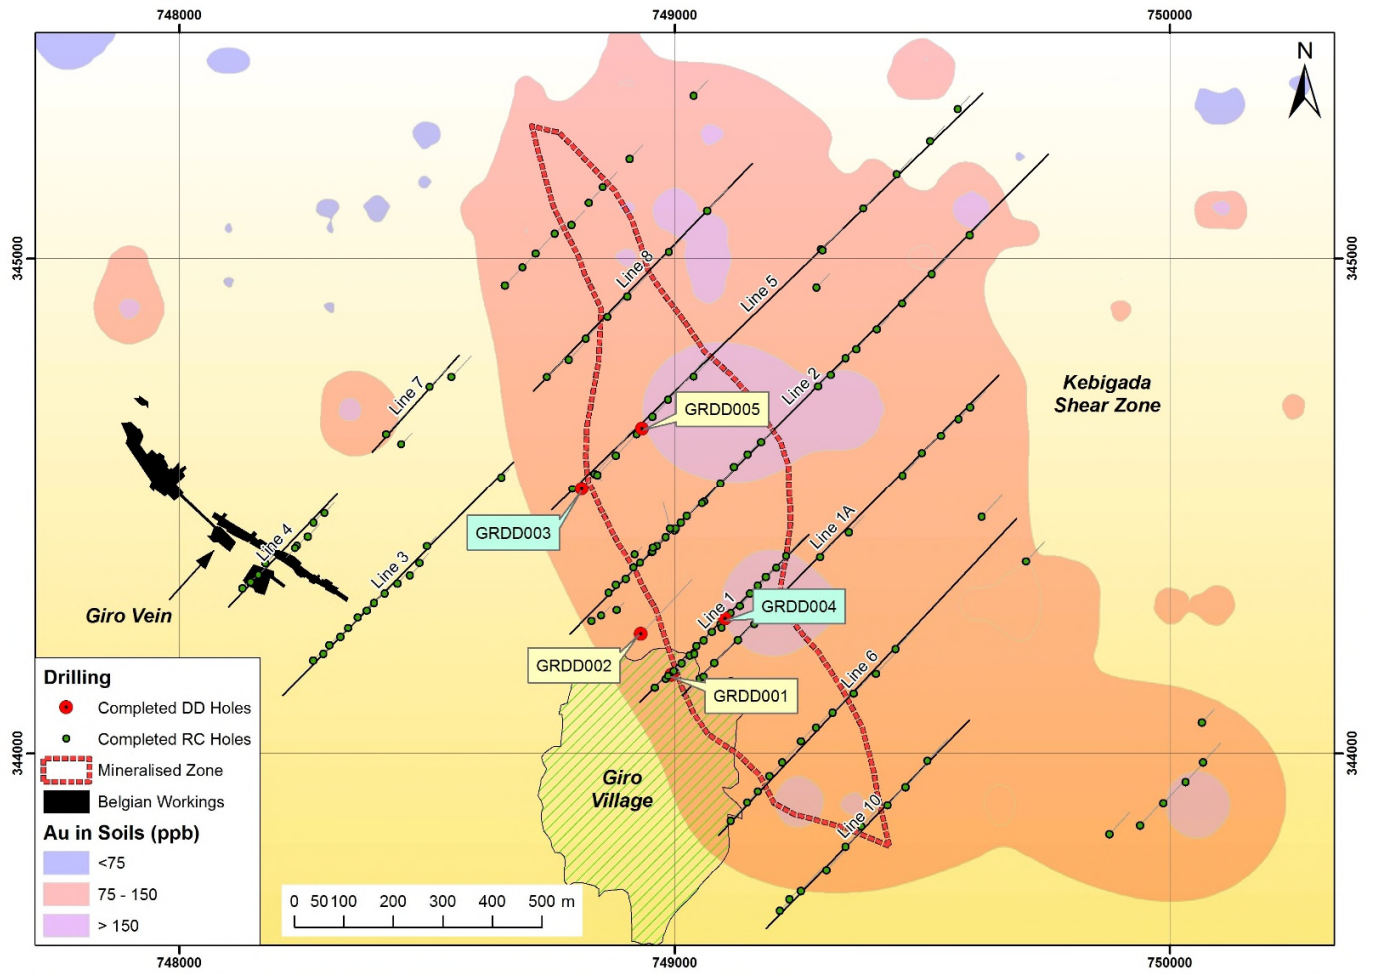 748000
749000
750000
N
345000
345000
344000
344000
Line 8
Line 5
Line 2
Line 7
Kebigada
Shear Zone
GRDD005
GRDD003
Line 1A
Line 4
Line 3
Giro Vein
Line 1
GRDD004
GRDD002
GRDD001
Line 6
Giro
Village
Line 10
Drilling
Completed DD Holes
Completed RC Holes
Mineralised Zone
Belgian Workings
Au in Soils (ppb)
<75
75 - 150
> 150
0 50 100 200 300 400 500 m
748000
749000
750000